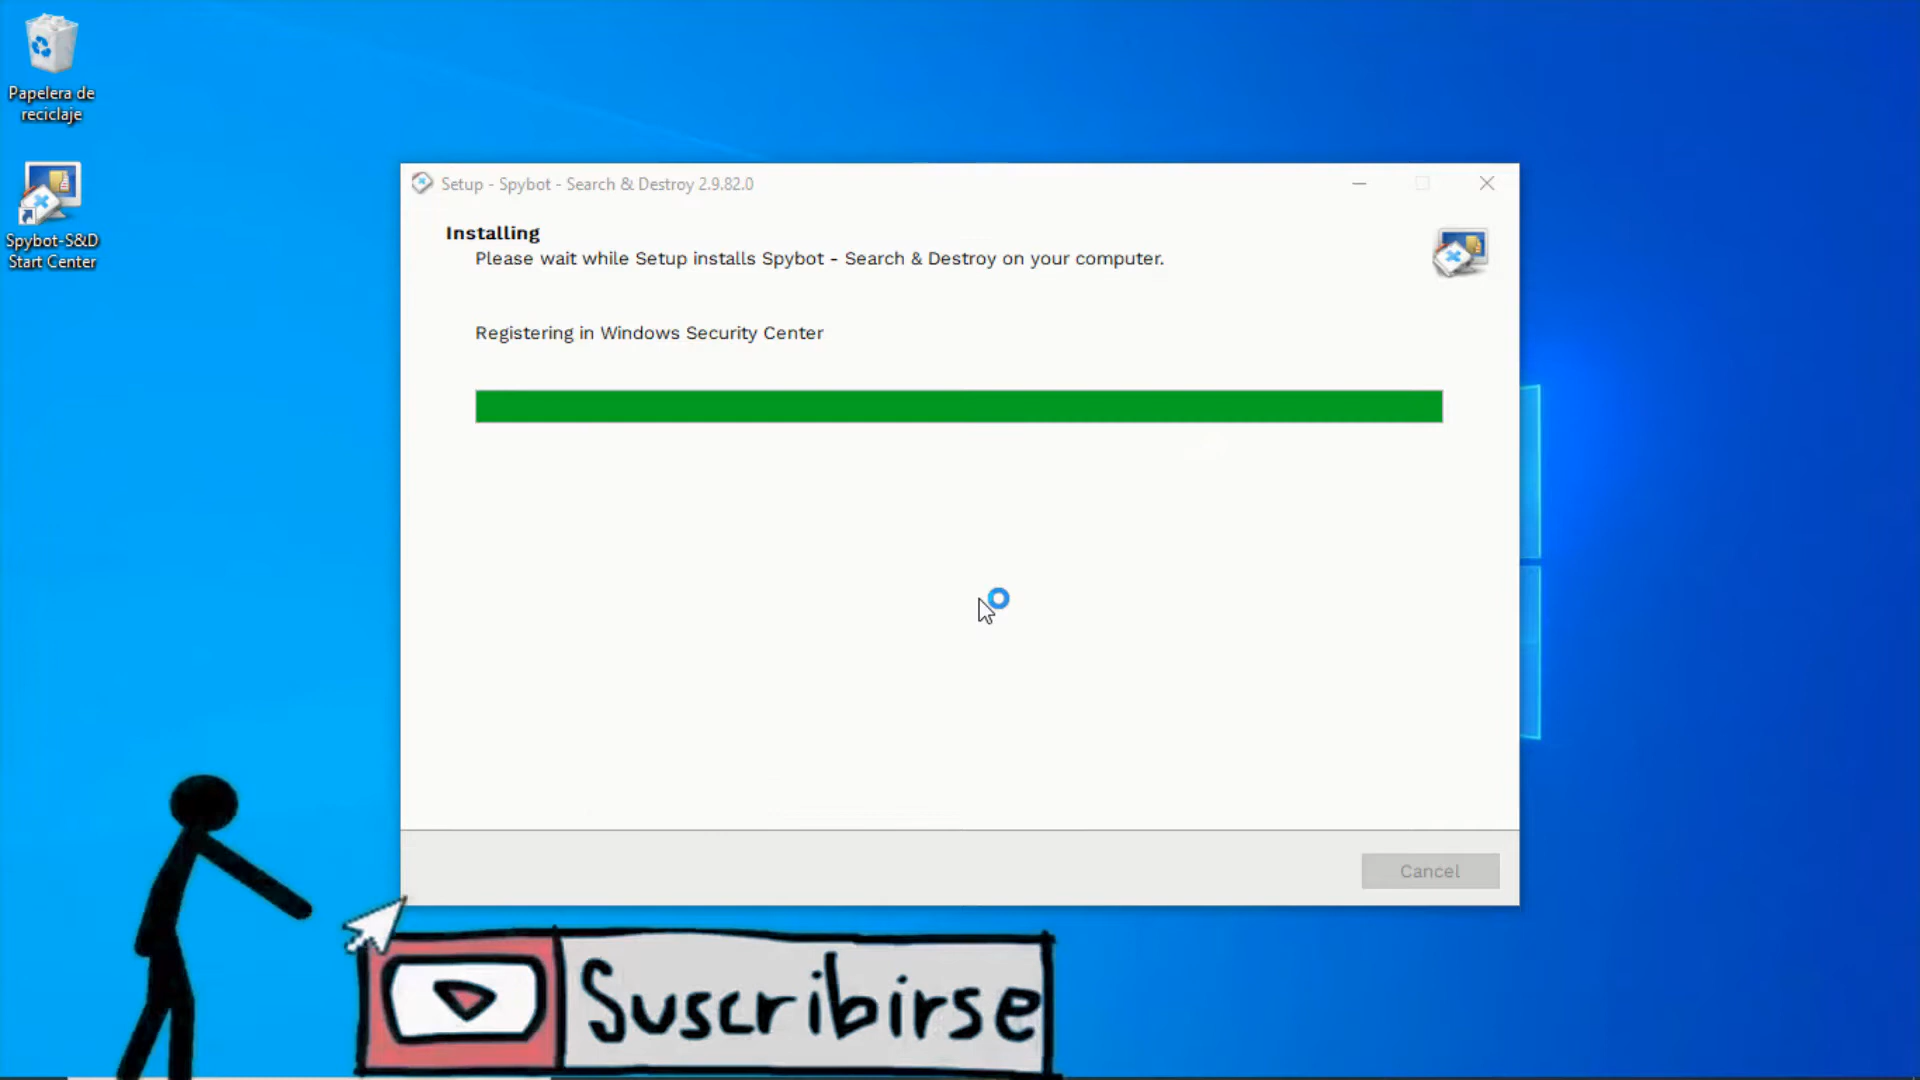 Papelera de
reciclaje
Spybot-S&D
Start Center
Setup - Spybot - Search & Destroy 2.9.82.0
Installing
Please wait while Setup installs Spybot - Search & Destroy on your computer.
Registering in Windows Security Center
Cancel
Suscribirse